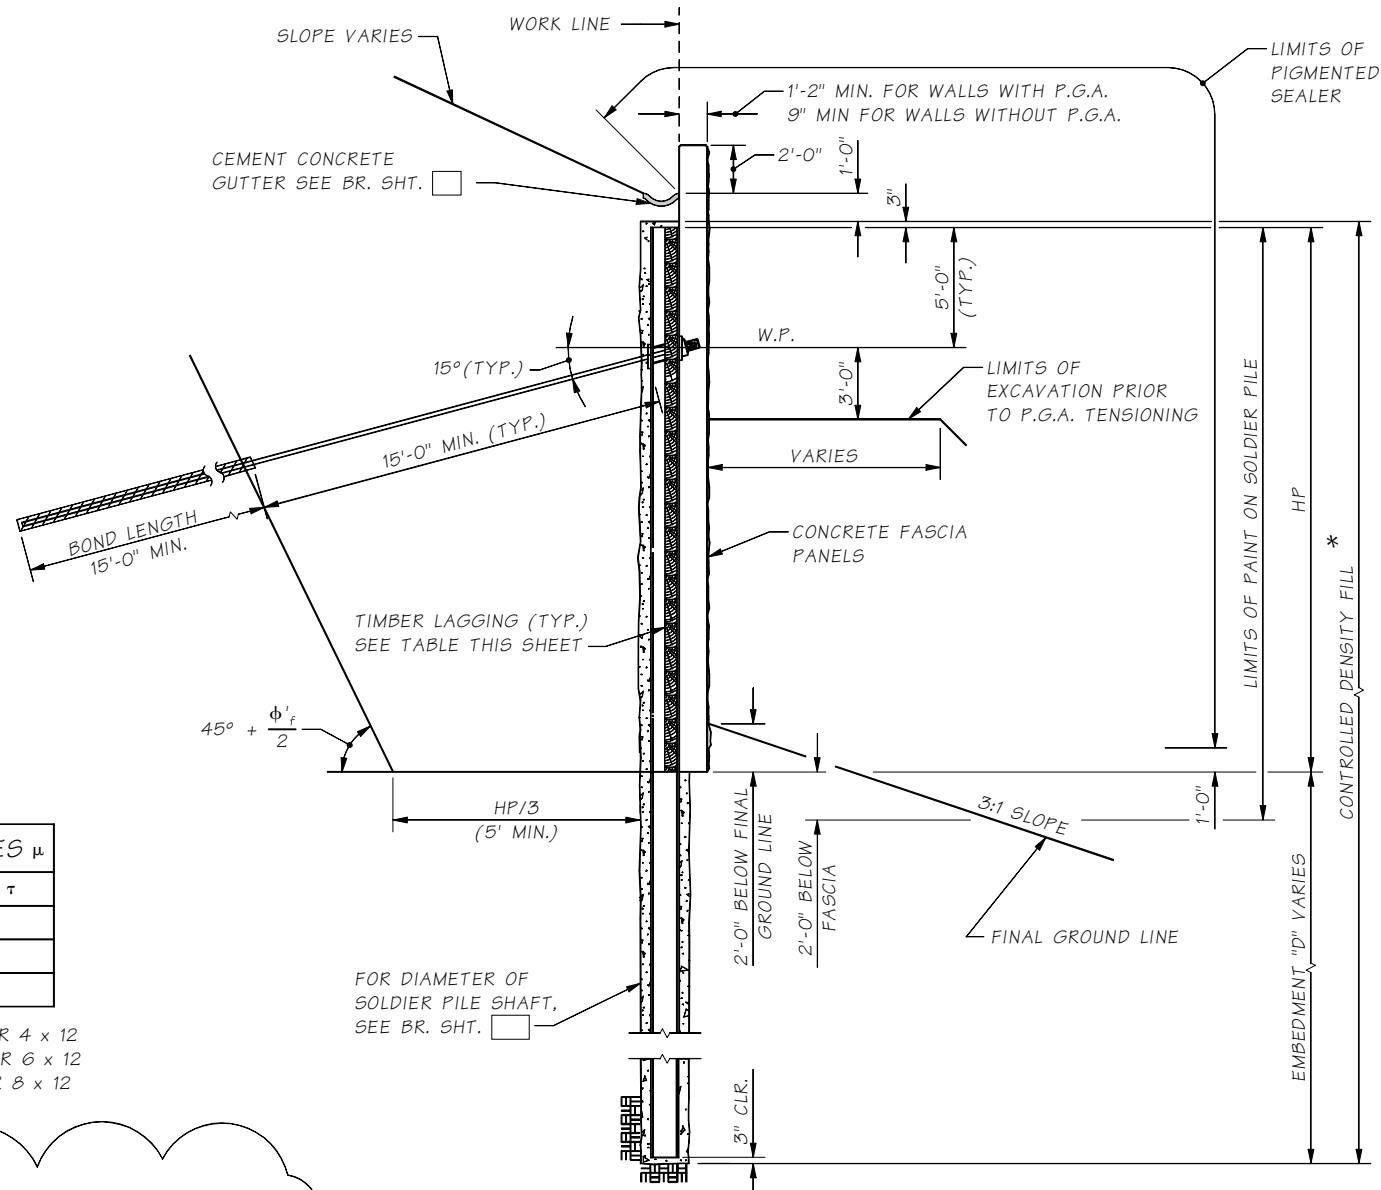 WORK LINE
SLOPE VARIES
LIMITS OF
PIGMENTED
SEALER
1'-2" MIN. FOR WALLS WITH P.G.A.
9" MIN FOR WALLS WITHOUT P.G.A.
CEMENT CONCRETE
GUTTER SEE BR. SHT.
2'-0"
1'-0"
3"
5'-0"
(TYP.)
W.P.
15° (TYP.)
3'-0"
LIMITS OF
EXCAVATION PRIOR
TO P.G.A. TENSIONING
15'-0" MIN. (TYP.)
VARIES
BOND LENGTH
15'-0" MIN.
CONCRETE FASCIA
PANELS
LIMITS OF PAINT ON SOLDIER PILE
HP
*
CONTROLLED DENSITY FILL
TIMBER LAGGING (TYP.)
SEE TABLE THIS SHEET
45° + ϕ'f
2
HP/3
(5' MIN.)
2'-0" BELOW FINAL
GROUND LINE
2'-0" BELOW
FASCIA
3:1 SLOPE
1'-0"
FINAL GROUND LINE
EMBEDMENT "D" VARIES
ES µ
τ
R 4 x 12
R 6 x 12
R 8 x 12
FOR DIAMETER OF
SOLDIER PILE SHAFT,
SEE BR. SHT.
3" CLR.